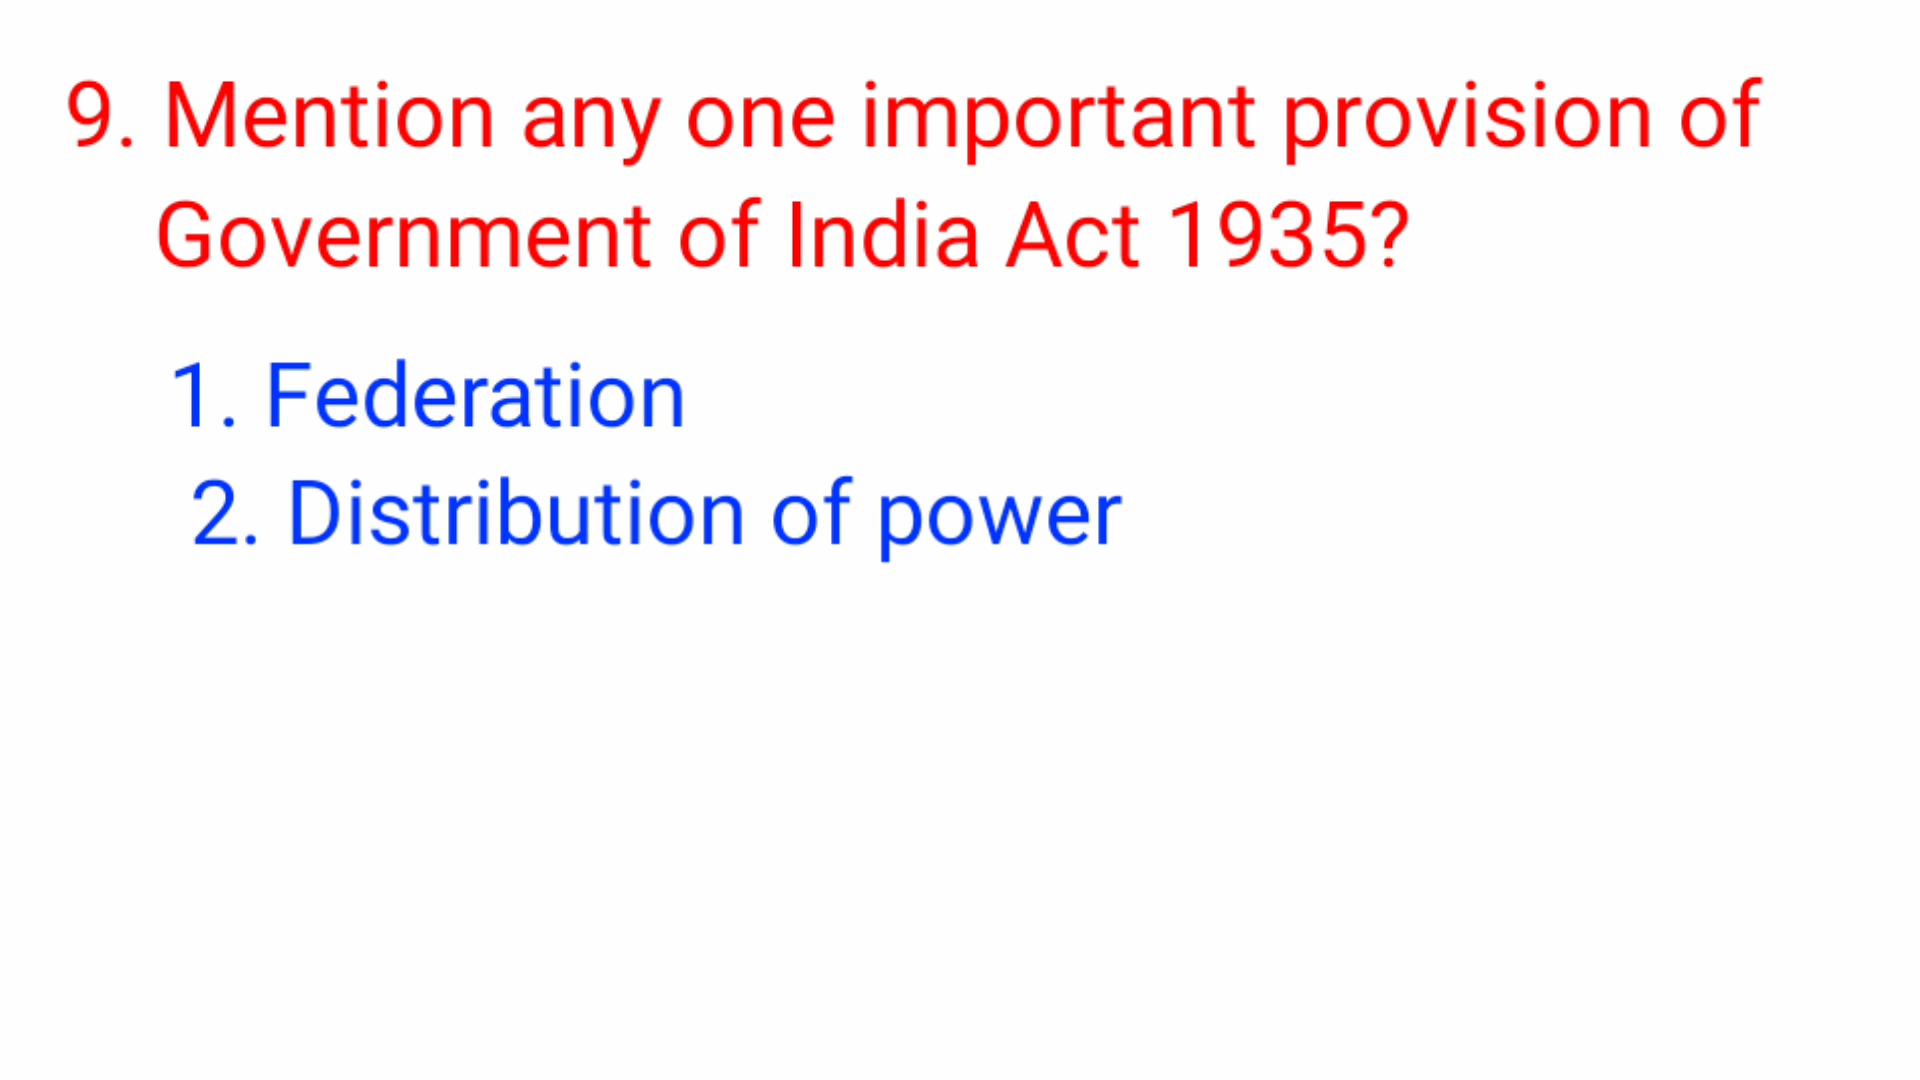 9. Mention any one important provision of
Government of India Act 1935?
1. Federation
2. Distribution of power